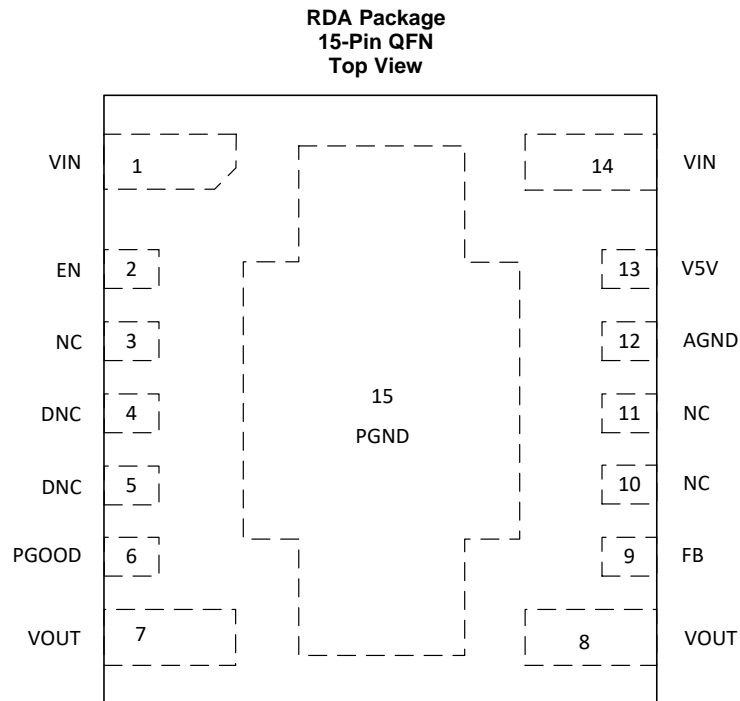 RDA Package
15-Pin QFN
Top View
VIN 1 14 VIN
EN 2 13 V5V
NC 3 12 AGND
DNC 4 11 NC
15
PGND
DNC 5 10 NC
PGOOD 6 9 FB
VOUT 7 8 VOUT